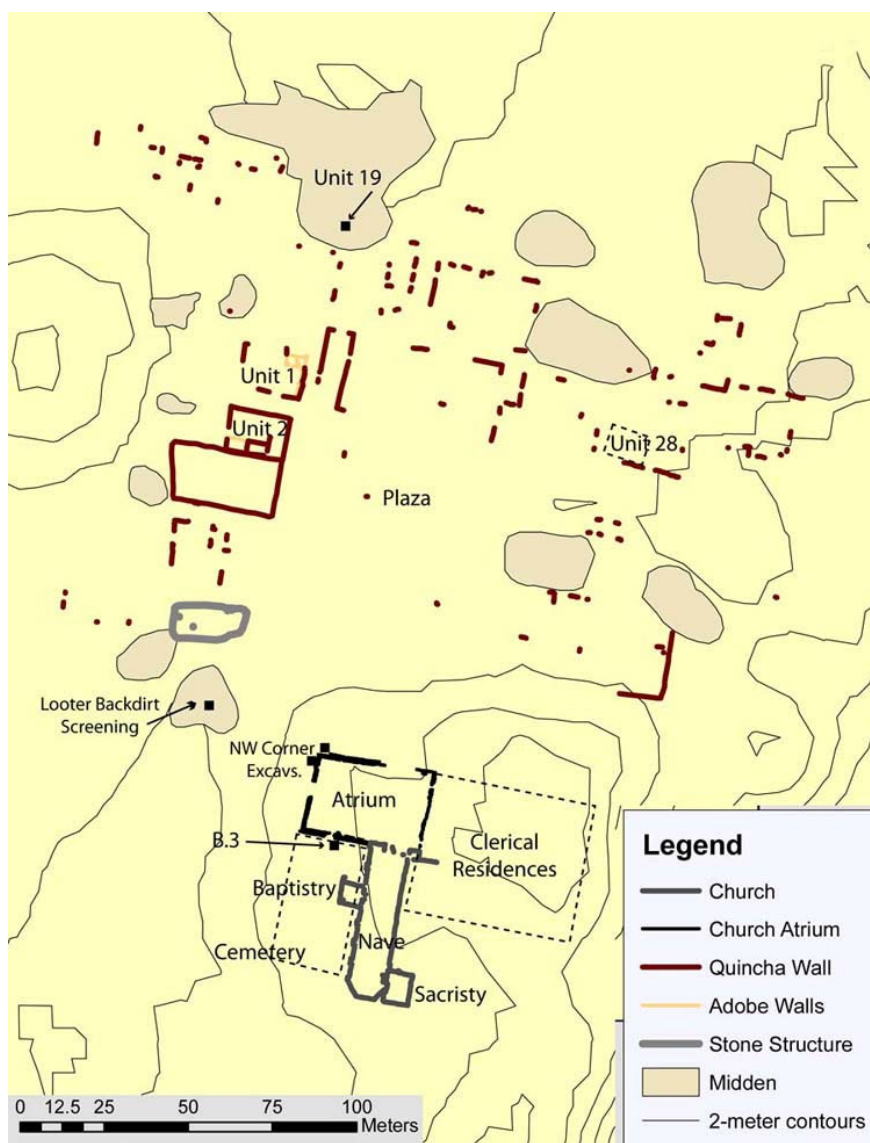 Unit 19
Unit 1
Unit 2
Unit 28
Plaza
Looter Backdirt
Screening
NW Corner
Excavs.
Atrium
B.3
Clerical
Residences
Baptistry
Nave
Cemetery
Sacristy
Legend
Church
Church Atrium
Quincha Wall
Adobe Walls
Stone Structure
Midden
2-meter contours
0 12.5 25 50 75 100
Meters